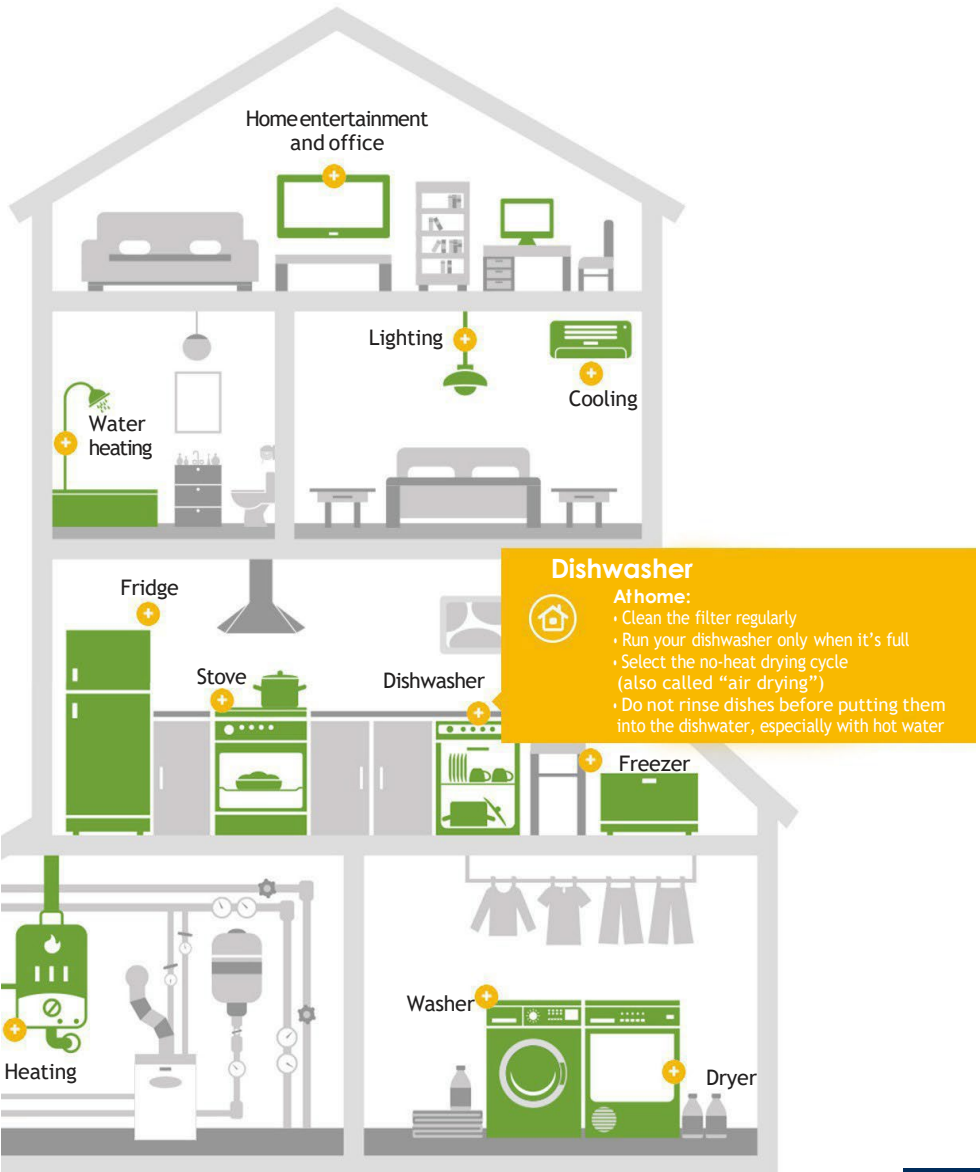 Home entertainment
and office
Lighting
Cooling
Water
heating
Dishwasher
At home:
• Clean the filter regularly
• Run your dishwasher only when it's full
• Select the no-heat drying cycle
(also called “air drying”)
• Do not rinse dishes before putting them
into the dishwater, especially with hot water
Fridge
Stove
Dishwasher
Freezer
Washer
Heating
Dryer